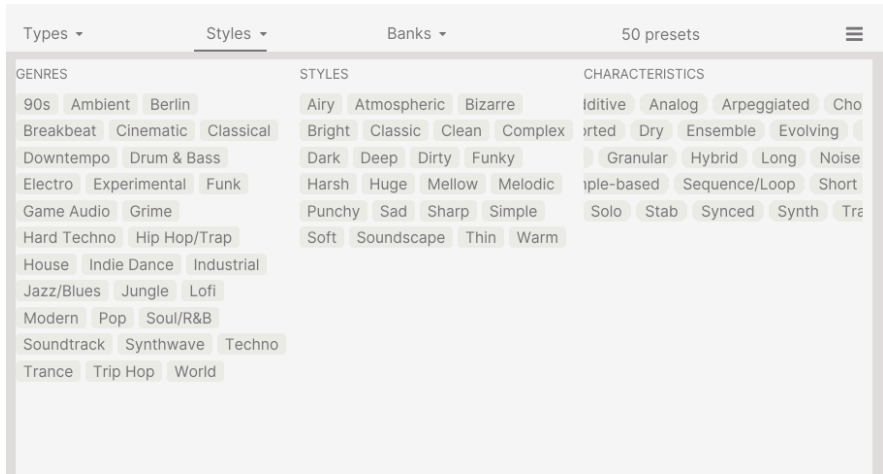 Types Styles Banks 50 presets
GENRES
90s Ambient Berlin
Breakbeat Cinematic Classical
Downtempo Drum & Bass
Electro Experimental Funk
Game Audio Grime
Hard Techno Hip Hop/Trap
House Indie Dance Industrial
Jazz/Blues Jungle Lofi
Modern Pop Soul/R&B
Soundtrack Synthwave Techno
Trance Trip Hop World
STYLES
Airy Atmospheric Bizarre
Bright Classic Clean Complex
Dark Deep Dirty Funky
Harsh Huge Mellow Melodic
Punchy Sad Sharp Simple
Soft Soundscape Thin Warm
CHARACTERISTICS
Analog Arpeggiated
Dry Ensemble Evolving
Granular Hybrid Long Noise
Sequence/Loop Short
Solo Stab Synced Synth